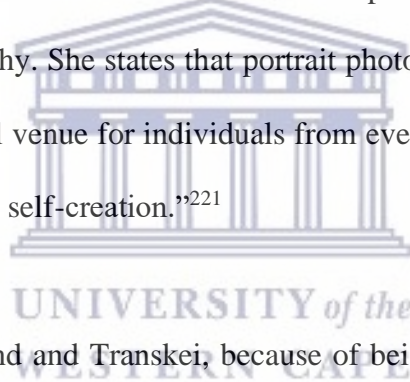 hy. She states that portrait photo
venue for individuals from eve
self-creation.”221
UNIVERSITY of the
nd and Transkei, because of bei
WESTERN CAPE